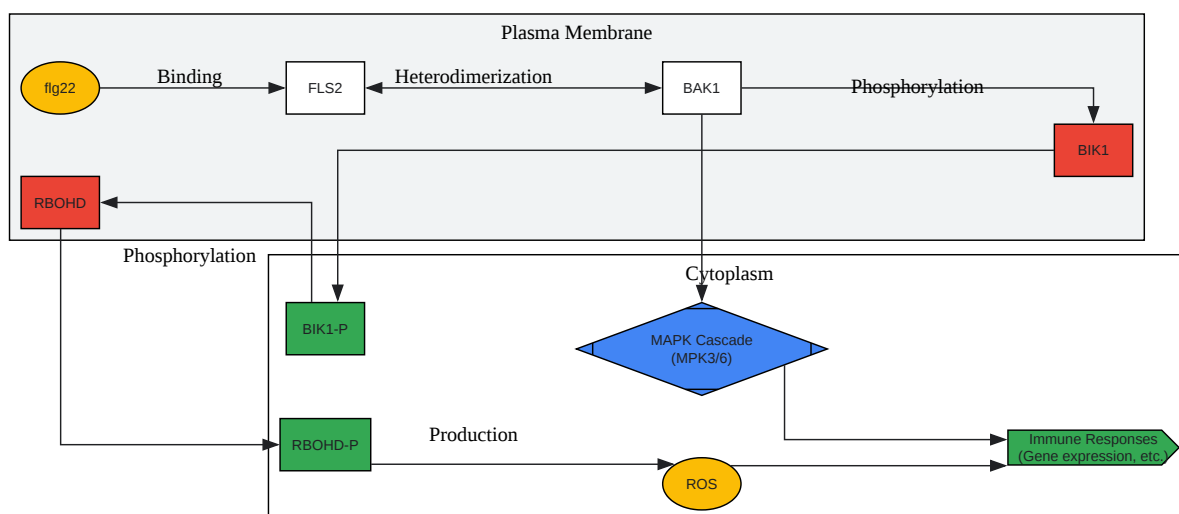 Plasma Membrane
flg22
Binding
FLS2
Heterodimerization
BAK1
Phosphorylation
BIK1
RBOHD
Phosphorylation
Cytoplasm
BIK1-P
MAPK Cascade
(MPK3/6)
RBOHD-P
Production
ROS
Immune Responses
(Gene expression, etc.)